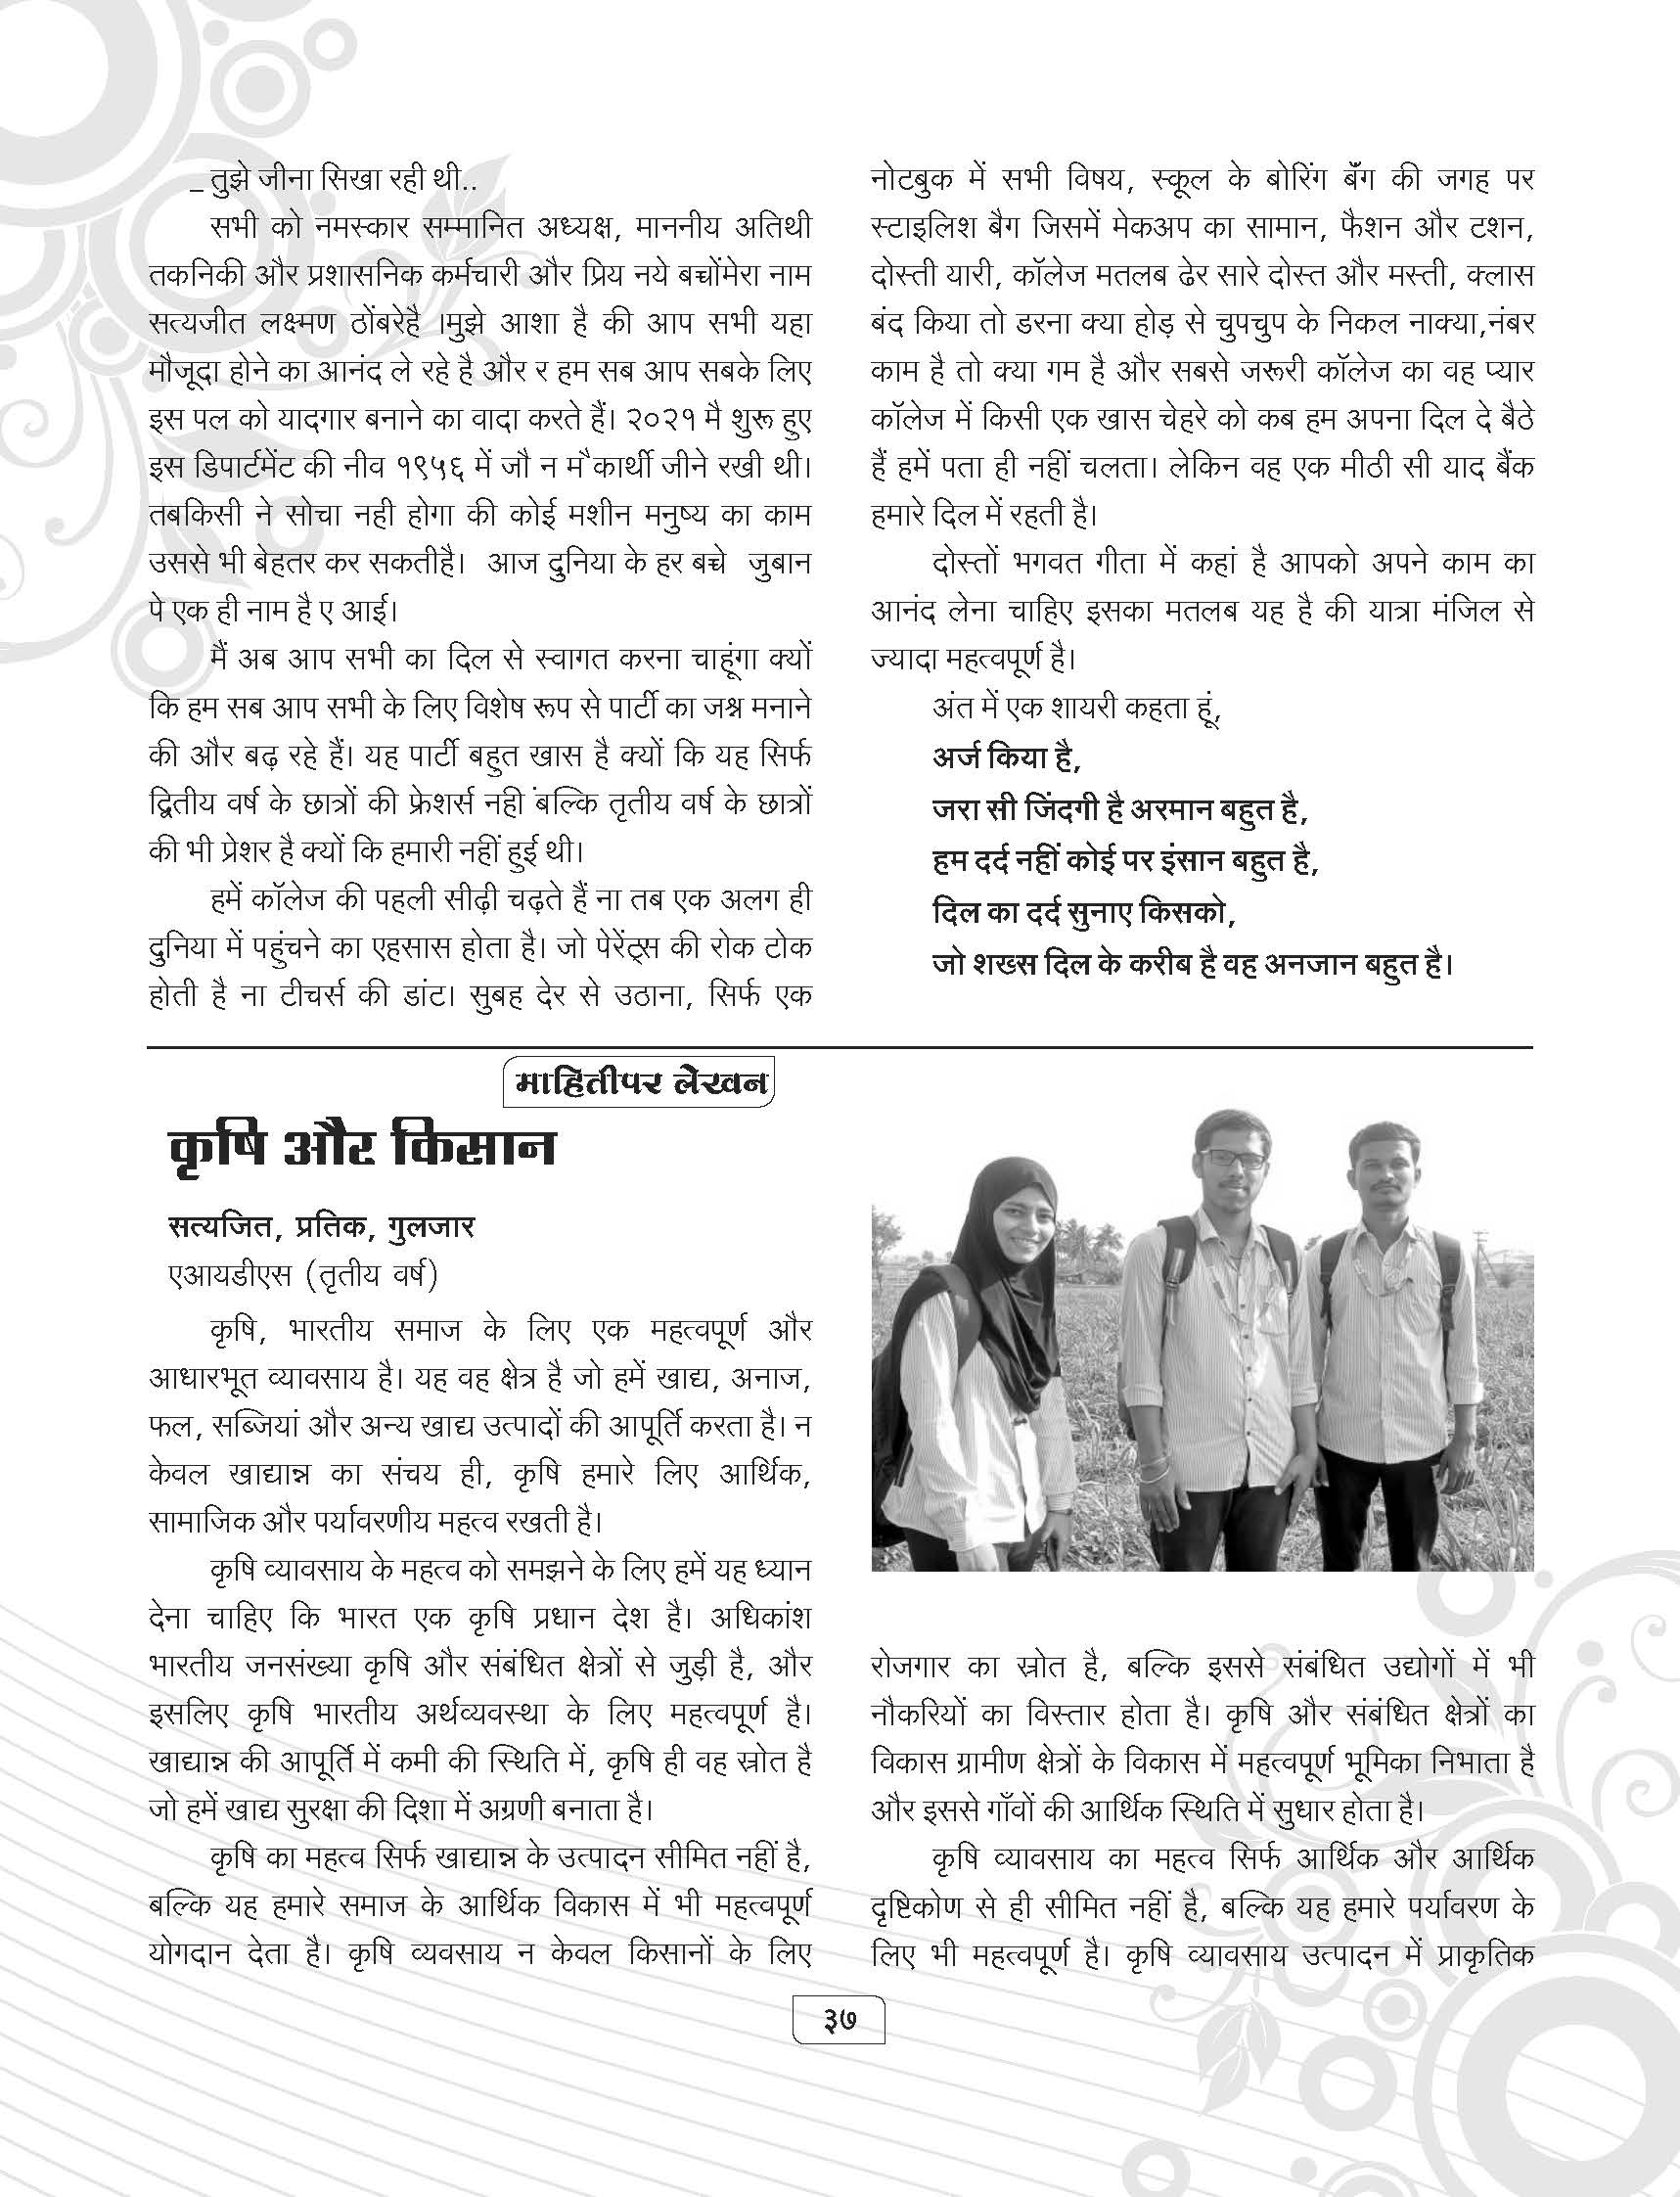 _ तुझे जीना सिखा रही थी..
सभी को नमस्कार सम्मानित अध्यक्ष, माननीय अतिथी
तकनिकी और प्रशासनिक कर्मचारी और प्रिय नये बच्चोंमेरा नाम
सत्यजीत लक्ष्मण ठोंबरेहै ।मुझे आशा है की आप सभी यहा
मौजूदा होने का आनंद ले रहे है और र हम सब आप सबके लिए
इस पल को यादगार बनाने का वादा करते हैं। २०२१ मै शुरू हुए
इस डिपार्टमेंट की नीव १९५६ में जौ न मॅकार्थी जीने रखी थी।
तबकिसी ने सोचा नही होगा की कोई मशीन मनुष्य का काम
उससे भी बेहतर कर सकतीहै। आज दुनिया के हर बच्चे जुबान
पे एक ही नाम है ए आई।
मैं अब आप सभी का दिल से स्वागत करना चाहूंगा क्यों
कि हम सब आप सभी के लिए विशेष रूप से पार्टी का जश्न मनाने
की और बढ़ रहे हैं। यह पार्टी बहुत खास है क्यों कि यह सिर्फ
द्वितीय वर्ष के छात्रों की फ्रेशर्स नही ंबल्कि तृतीय वर्ष के छात्रों
की भी प्रेशर है क्यों कि हमारी नहीं हुई थी।
हमें कॉलेज की पहली सीढ़ी चढ़ते हैं ना तब एक अलग ही
दुनिया में पहुंचने का एहसास होता है। जो पेरेंट्स की रोक टोक
होती है ना टीचर्स की डांट। सुबह देर से उठाना, सिर्फ एक
नोटबुक में सभी विषय, स्कूल के बोरिंग बॅंग की जगह पर
स्टाइलिश बैग जिसमें मेकअप का सामान, फैशन और टशन,
दोस्ती यारी, कॉलेज मतलब ढेर सारे दोस्त और मस्ती, क्लास
बंद किया तो डरना क्या होड़ से चुपचुप के निकल नाक्या,नंबर
काम है तो क्या गम है और सबसे जरूरी कॉलेज का वह प्यार
कॉलेज में किसी एक खास चेहरे को कब हम अपना दिल दे बैठे
हैं हमें पता ही नहीं चलता। लेकिन वह एक मीठी सी याद बैंक
हमारे दिल में रहती है।
दोस्तों भगवत गीता में कहां है आपको अपने काम का
आनंद लेना चाहिए इसका मतलब यह है की यात्रा मंजिल से
ज्यादा महत्वपूर्ण है।
अंत में एक शायरी कहता हूं,
अर्ज किया है,
जरा सी जिंदगी है अरमान बहुत है,
हम दर्द नहीं कोई पर इंसान बहुत है,
दिल का दर्द सुनाए किसको,
जो शख्स दिल के करीब है वह अनजान बहुत है।
माहितीपर लेखन
कृषि और किसान
सत्यजित, प्रतिक, गुलजार
एआयडीएस (तृतीय वर्ष)
कृषि, भारतीय समाज के लिए एक महत्वपूर्ण और
आधारभूत व्यावसाय है। यह वह क्षेत्र है जो हमें खाद्य, अनाज,
फल, सब्जियां और अन्य खाद्य उत्पादों की आपूर्ति करता है। न
केवल खाद्यान्न का संचय ही, कृषि हमारे लिए आर्थिक,
सामाजिक और पर्यावरणीय महत्व रखती है।
कृषि व्यावसाय के महत्व को समझने के लिए हमें यह ध्यान
देना चाहिए कि भारत एक कृषि प्रधान देश है। अधिकांश
भारतीय जनसंख्या कृषि और संबंधित क्षेत्रों से जुड़ी है, और
इसलिए कृषि भारतीय अर्थव्यवस्था के लिए महत्वपूर्ण है।
खाद्यान्न की आपूर्ति में कमी की स्थिति में, कृषि ही वह स्रोत है
जो हमें खाद्य सुरक्षा की दिशा में अग्रणी बनाता है।
कृषि का महत्व सिर्फ खाद्यान्न के उत्पादन सीमित नहीं है,
बल्कि यह हमारे समाज के आर्थिक विकास में भी महत्वपूर्ण
योगदान देता है। कृषि व्यवसाय न केवल किसानों के लिए
रोजगार का स्रोत है, बल्कि इससे संबंधित उद्योगों में भी
नौकरियों का विस्तार होता है। कृषि और संबंधित क्षेत्रों का
विकास ग्रामीण क्षेत्रों के विकास में महत्वपूर्ण भूमिका निभाता है
और इससे गाँवों की आर्थिक स्थिति में सुधार होता है।
कृषि व्यावसाय का महत्व सिर्फ आर्थिक और आर्थिक
दृष्टिकोण से ही सीमित नहीं है, बल्कि यह हमारे पर्यावरण के
लिए भी महत्वपूर्ण है। कृषि व्यावसाय उत्पादन में प्राकृतिक
३७